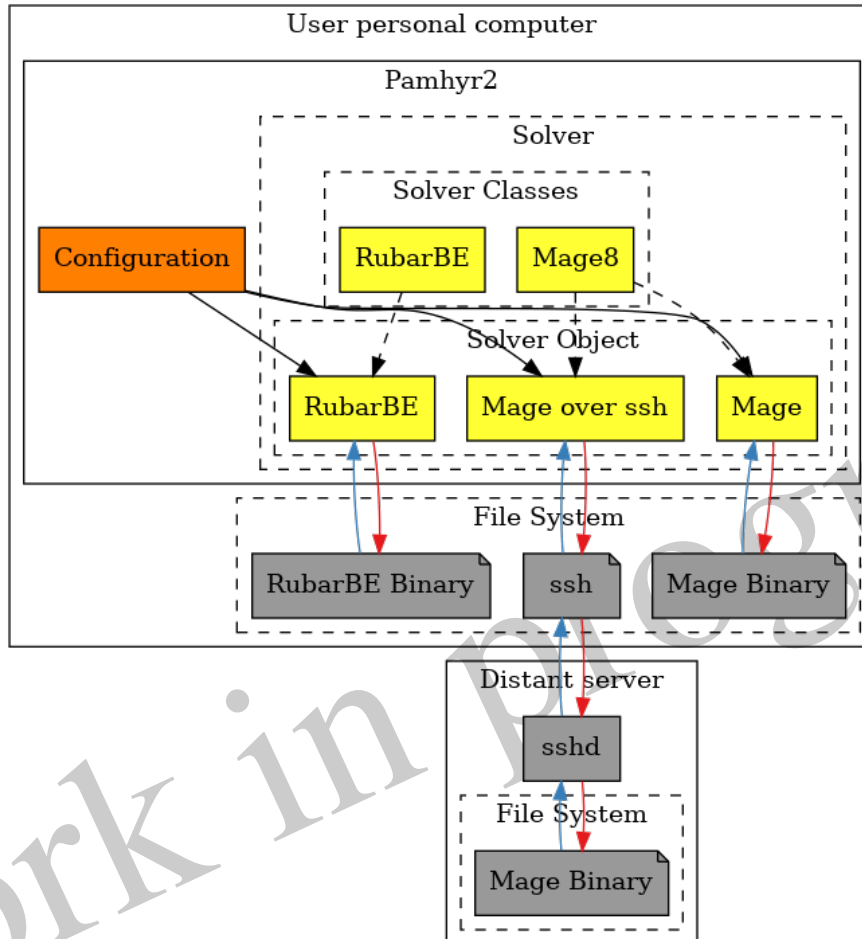 User personal computer
Pamhyr2
Solver
Solver Classes
Configuration
RubarBE
Mage8
Solver Object
RubarBE
Mage over ssh
Mage
File System
RubarBE Binary
ssh
Mage Binary
Distant server
sshd
File System
Mage Binary